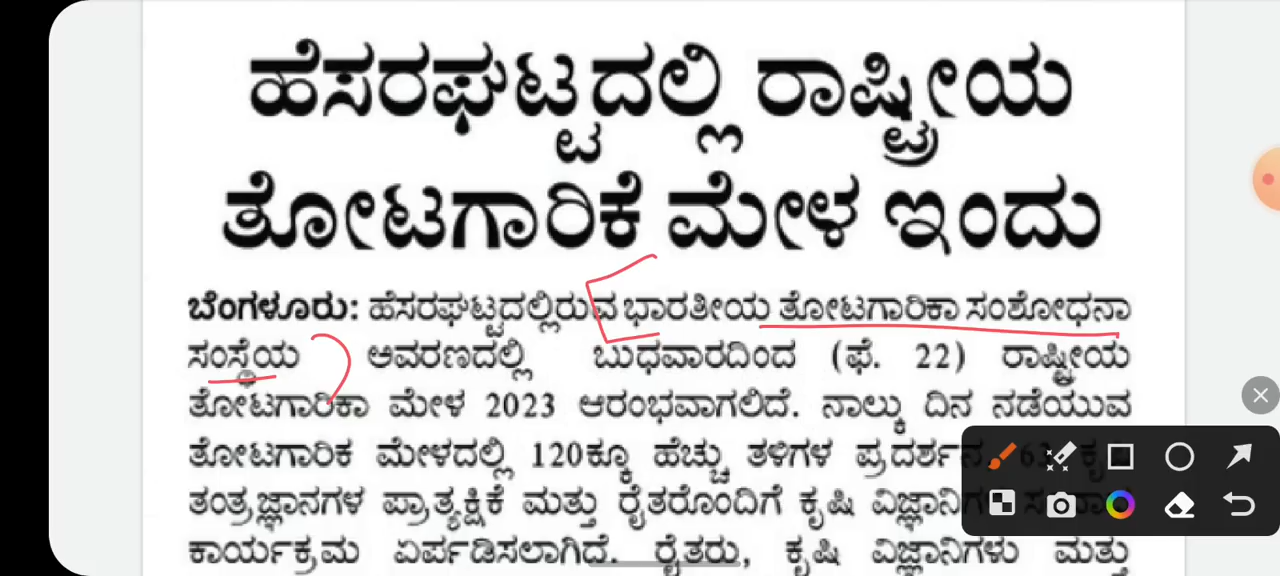 ಹೆಸರಘಟ್ಟದಲ್ಲಿ ರಾಷ್ಟ್ರೀಯ
ತೋಟಗಾರಿಕೆ ಮೇಳ ಇಂದು
ಬೆಂಗಳೂರು: ಹೆಸರಘಟ್ಟದಲ್ಲಿರುವ ಭಾರತೀಯ ತೋಟಗಾರಿಕಾ ಸಂಶೋಧನಾ
ಸಂಸ್ಥೆಯ ಆವರಣದಲ್ಲಿ ಬುಧವಾರದಿಂದ (ಫೆ. 22) ರಾಷ್ಟ್ರೀಯ
ತೋಟಗಾರಿಕಾ ಮೇಳ 2023 ಆರಂಭವಾಗಲಿದೆ. ನಾಲ್ಕು ದಿನ ನಡೆಯುವ
ತೋಟಗಾರಿಕೆ ಮೇಳದಲ್ಲಿ 120ಕ್ಕೂ ಹೆಚ್ಚು ತಳಿಗಳ ಪ್ರದರ್ಶನ,
ತಂತ್ರಜ್ಞಾನಗಳ ಪ್ರಾತ್ಯಕ್ಷಿಕೆ ಮತ್ತು ರೈತರೊಂದಿಗೆ ಕೃಷಿ ವಿಜ್ಞಾನಿಗಳ
ಕಾರ್ಯಕ್ರಮ ಏರ್ಪಡಿಸಲಾಗಿದೆ. ರೈತರು, ಕೃಷಿ ವಿಜ್ಞಾನಿಗಳು ಮತ್ತು